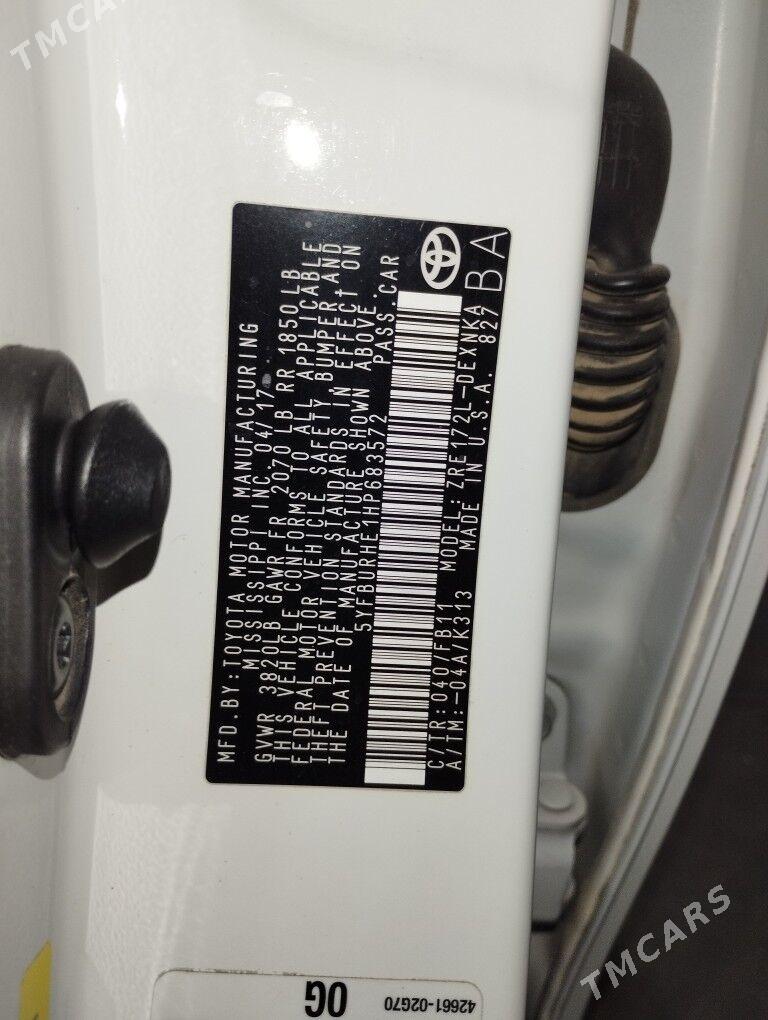 TMCARS
MFD.BY:TOYOTA MOTOR MANUFACTURING
MISSISSIPPI INC. 04/17
GVWR 3820LB GAWR FR 2070 LB RR 1850 LB
THIS VEHICLE CONFORMS TO ALL APPLICABLE
FEDERAL MOTOR VEHICLE SAFETY, BUMPER, AND
THEFT PREVENTION STANDARDS IN EFFECT ON
THE DATE OF MANUFACTURE SHOWN ABOVE.
5YFBURHE1HP683572 PASS.CAR
C/TR:040/FB11 MODEL:ZRE172L-DEXNKA
A/TM:-04A/K313 MADE IN U.S.A. 827
BA
0G
42661-02G70
TMCARS